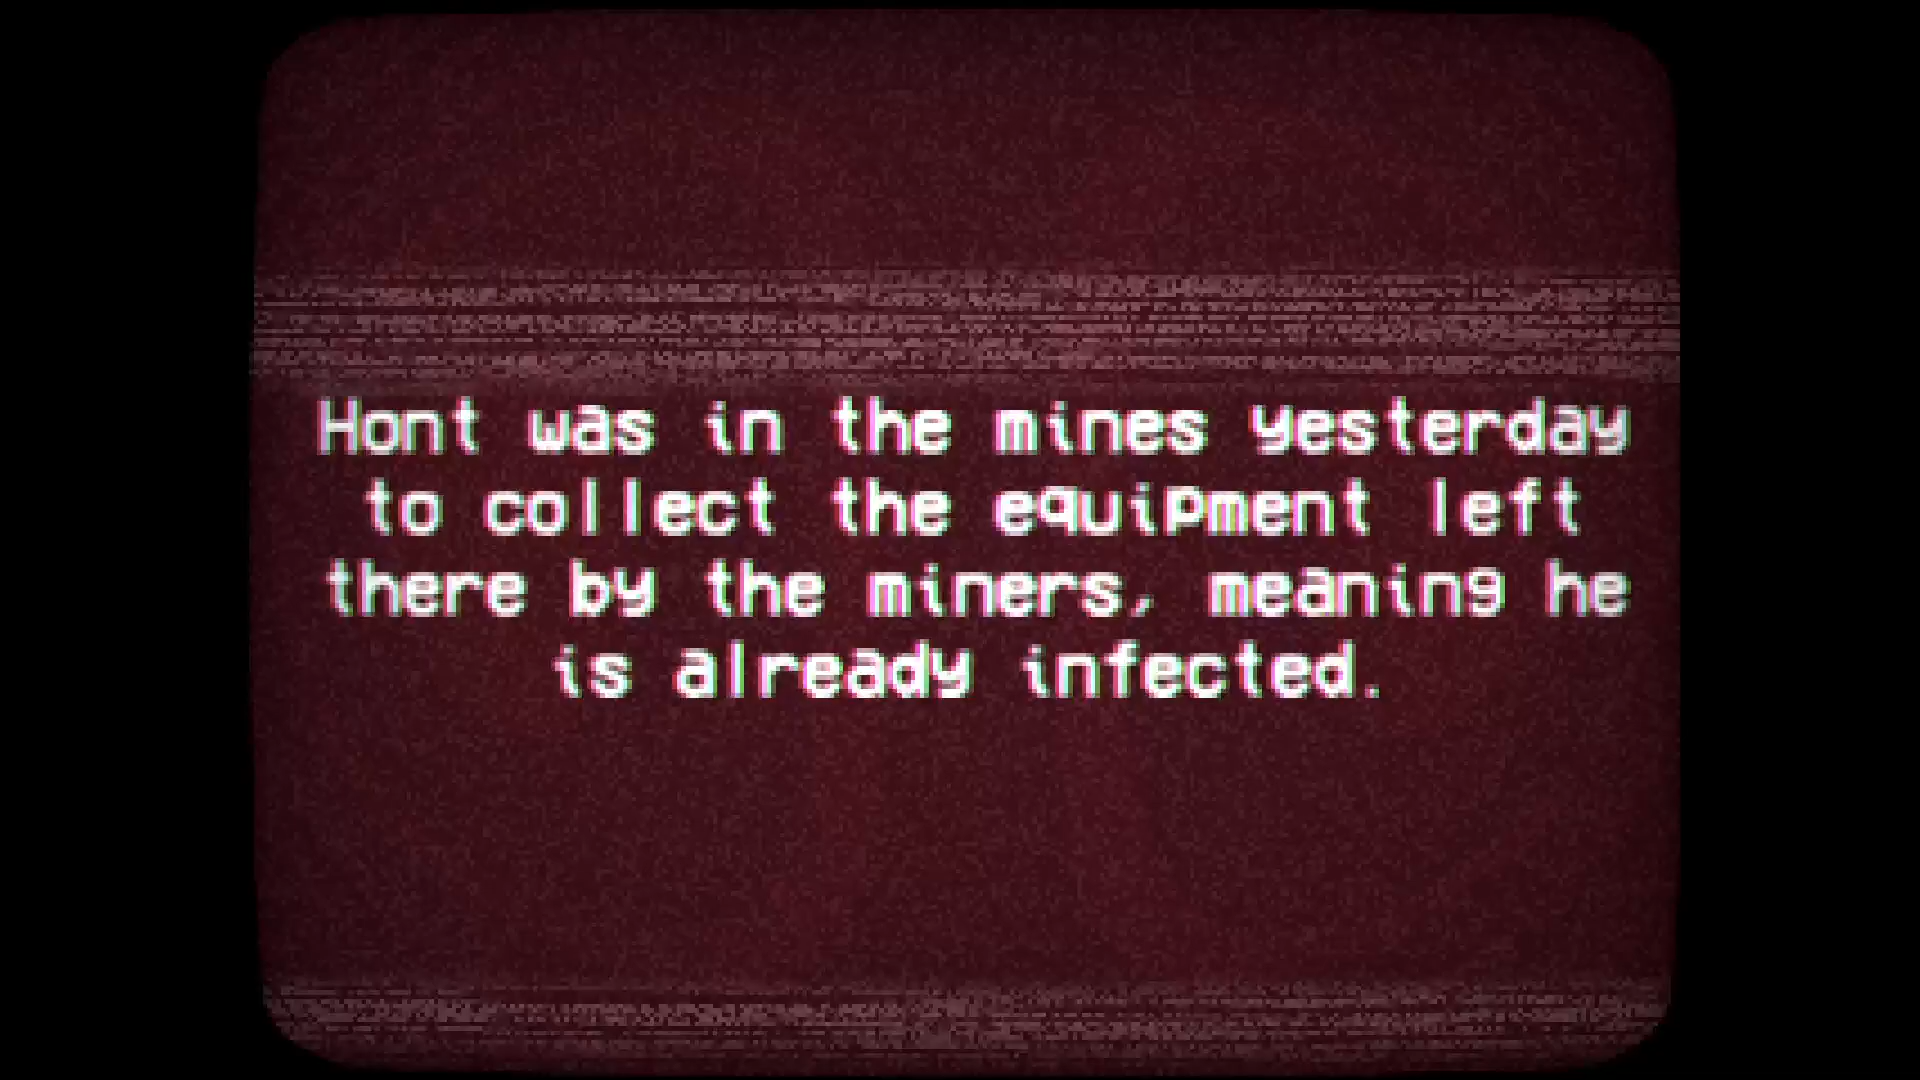 Hont was in the mines yesterday
to collect the equipment left
there by the miners, meaning he
is already infected.